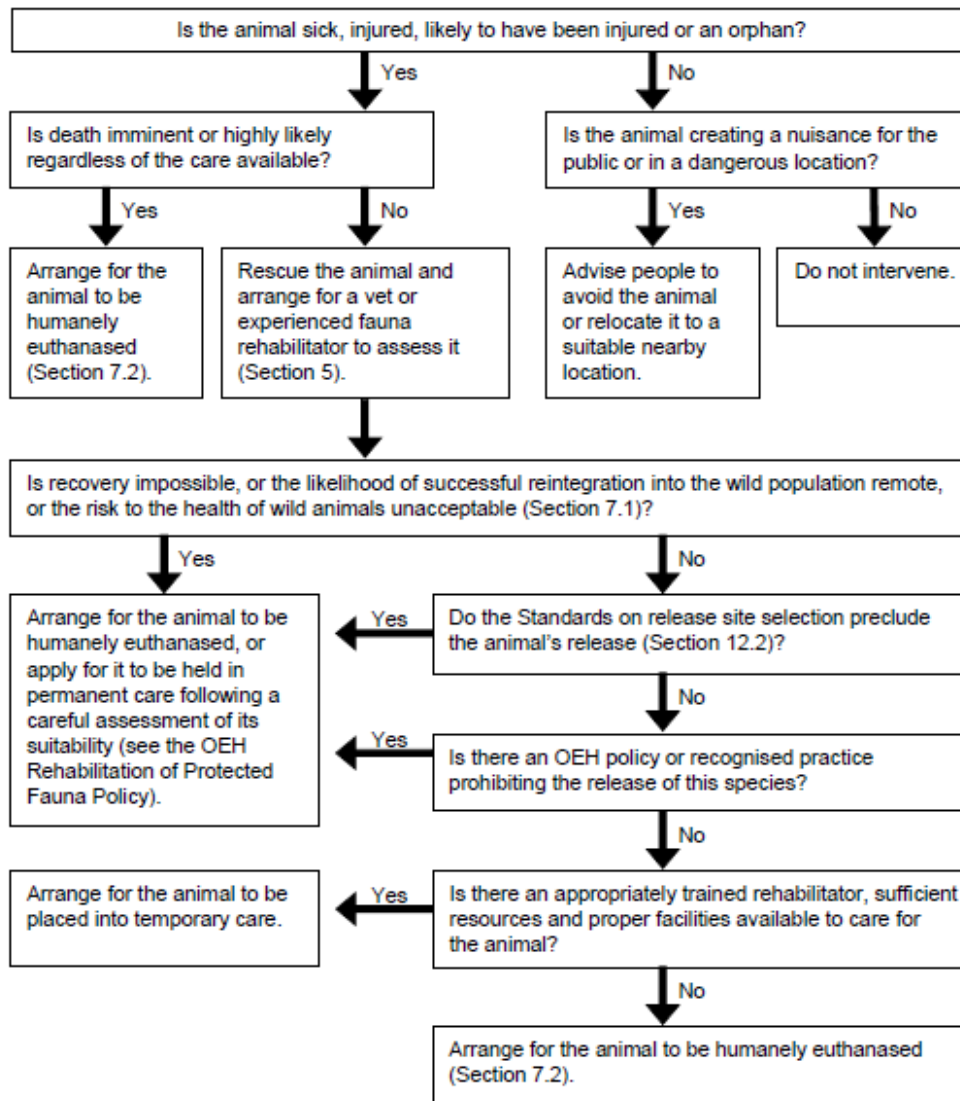 Is the animal sick, injured, likely to have been injured or an orphan?
Yes
No
Is death imminent or highly likely
regardless of the care available?
Is the animal creating a nuisance for the
public or in a dangerous location?
Yes
No
Yes
No
Arrange for the
animal to be
humanely
euthanased
(Section 7.2).
Rescue the animal and
arrange for a vet or
experienced fauna
rehabilitator to assess it
(Section 5).
Advise people to
avoid the animal
or relocate it to a
suitable nearby
location.
Do not intervene.
Is recovery impossible, or the likelihood of successful reintegration into the wild population remote,
or the risk to the health of wild animals unacceptable (Section 7.1)?
Yes
No
Arrange for the animal to be
humanely euthanased, or
apply for it to be held in
permanent care following a
careful assessment of its
suitability (see the OEH
Rehabilitation of Protected
Fauna Policy).
Yes
Do the Standards on release site selection preclude
the animal's release (Section 12.2)?
No
Yes
Is there an OEH policy or recognised practice
prohibiting the release of this species?
No
Arrange for the animal to be
placed into temporary care.
Yes
Is there an appropriately trained rehabilitator, sufficient
resources and proper facilities available to care for
the animal?
No
Arrange for the animal to be humanely euthanased
(Section 7.2).